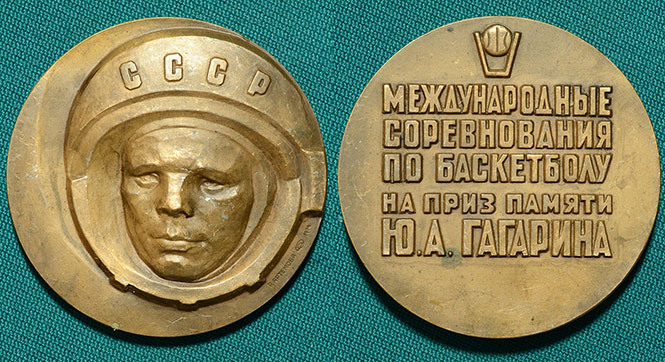 СССР
МЕЖДУНАРОДНЫЕ
СОРЕВНОВАНИЯ
ПО БАСКЕТБОЛУ
НА ПРИЗ ПАМЯТИ
Ю.А. ГАГАРИНА